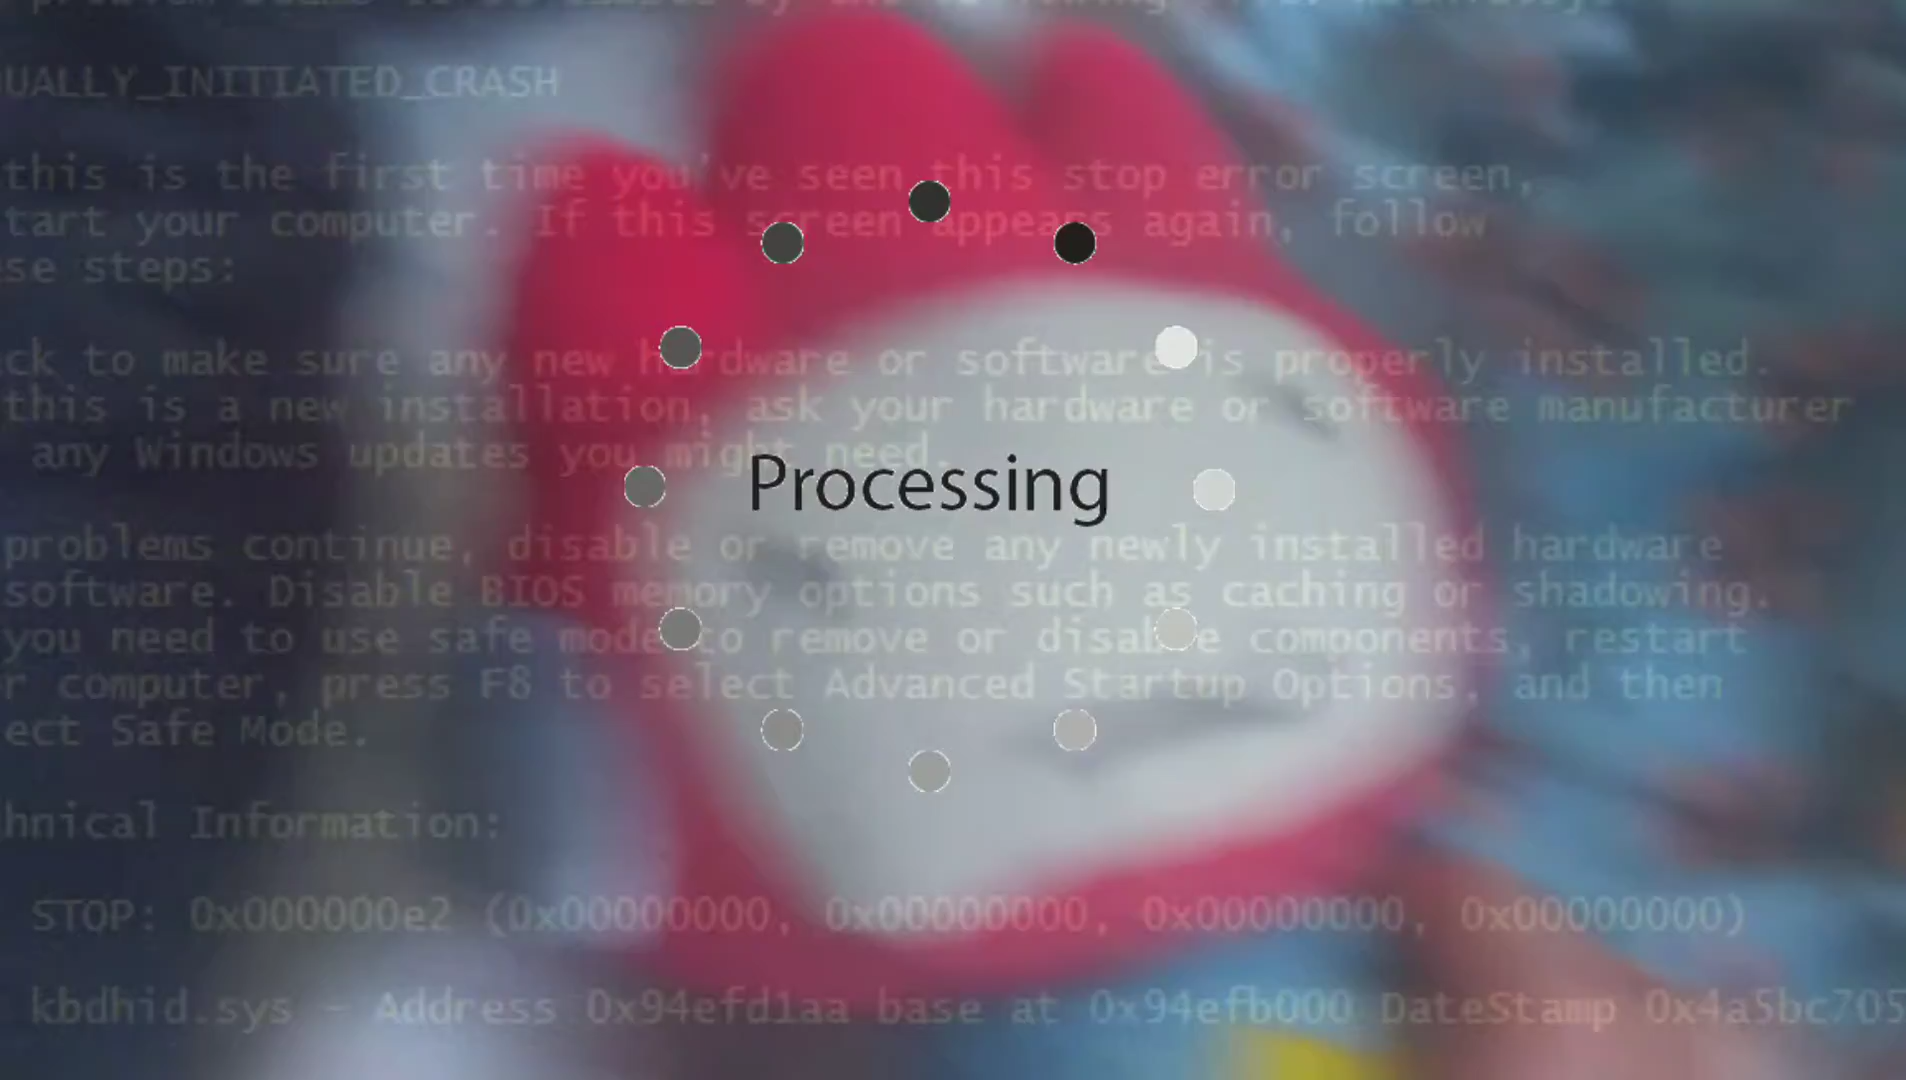 UALLY_INITIATED_CRASH
this is the first time you've seen this stop error screen,
tart your computer. If this screen appears again, follow
se steps:
ck to make sure any new hardware or software is properly installed.
this is a new installation, ask your hardware or software manufacturer
any Windows updates you might need.
Processing
problems continue, disable or remove any newly installed hardware
software. Disable BIOS memory options such as caching or shadowing.
you need to use safe mode to remove or disable components, restart
r computer, press F8 to select Advanced Startup Options, and then
ect Safe Mode.
hnical Information:
STOP: 0x000000e2 (0x00000000, 0x00000000, 0x00000000, 0x00000000)
kbdhid.sys - Address 0x94efd1aa base at 0x94efb000 DateStamp 0x4a5bc705